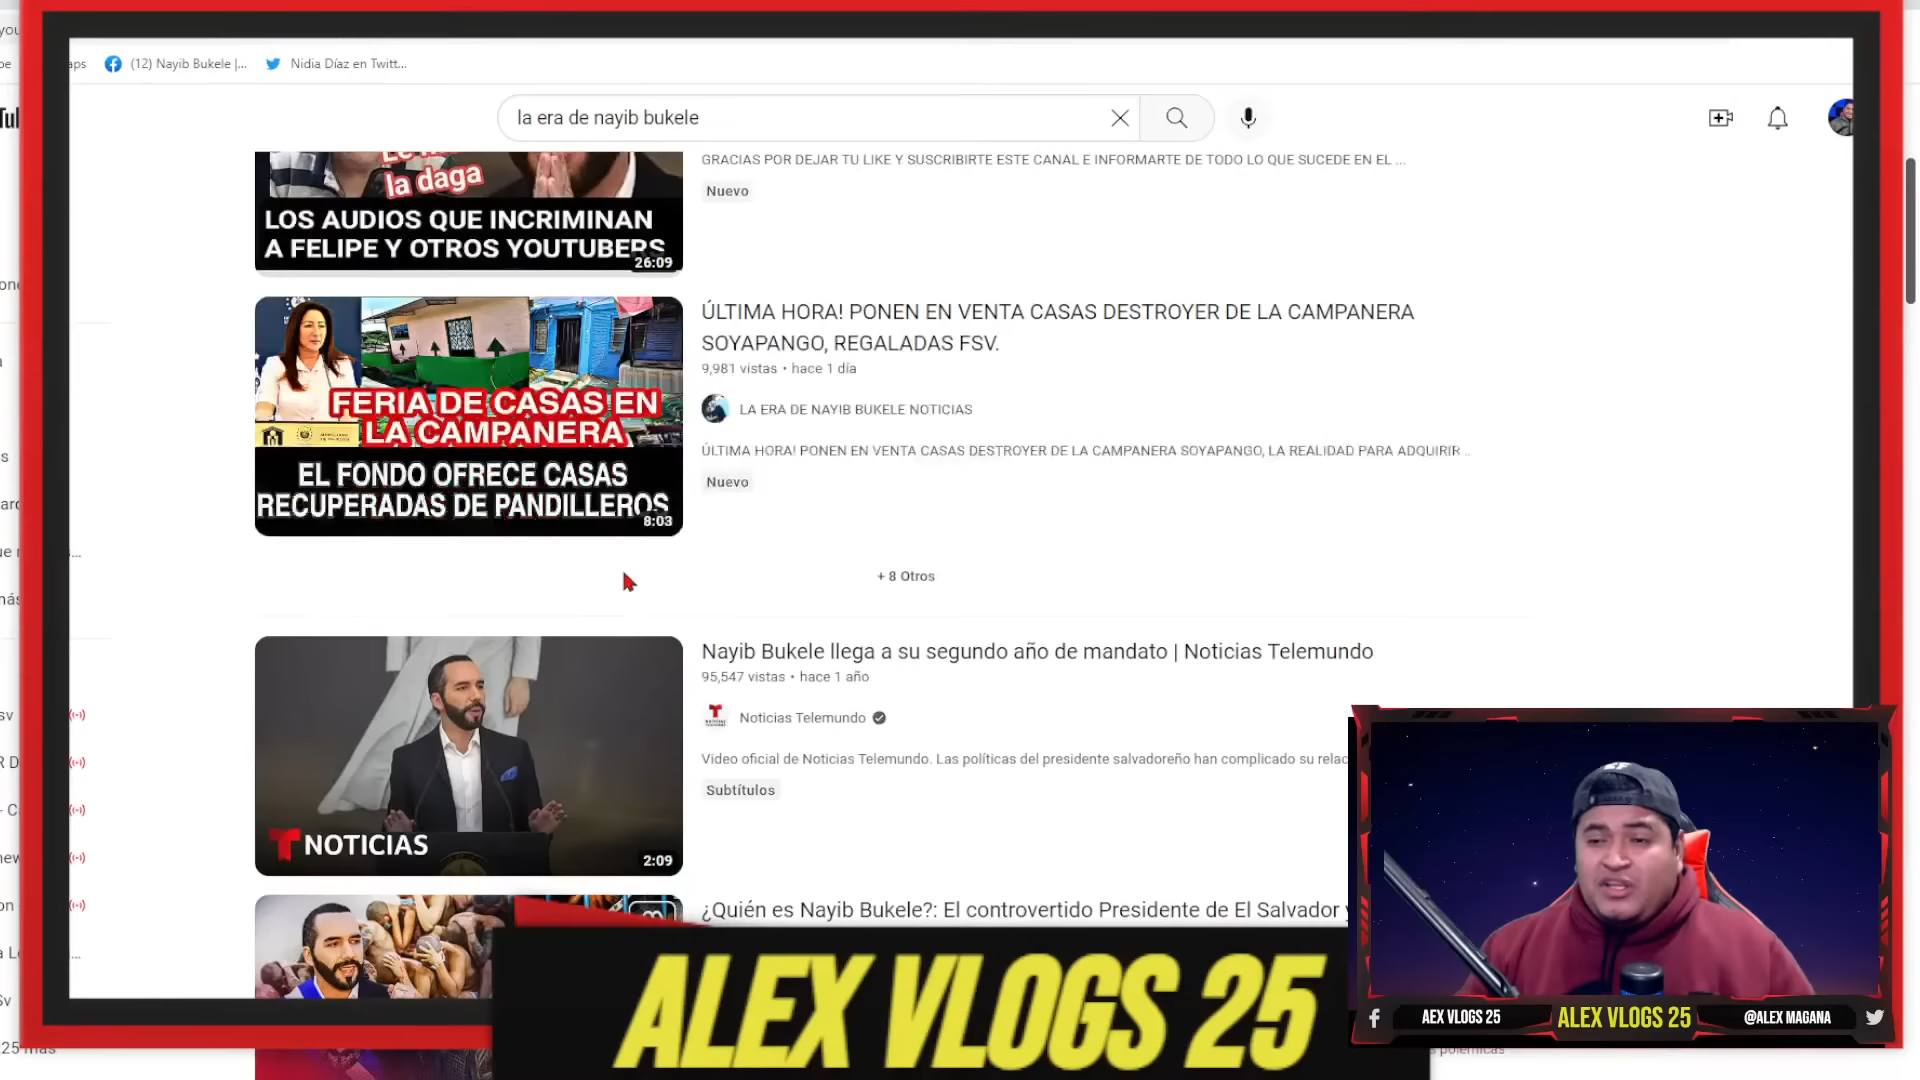 (12) Nayib Bukele |...
Nidia Díaz en Twitt...
la era de nayib bukele
la daga
LOS AUDIOS QUE INCRIMINAN
A FELIPE Y OTROS YOUTUBERS
26:09
GRACIAS POR DEJAR TU LIKE Y SUSCRIBIRTE ESTE CANAL E INFORMARTE DE TODO LO QUE SUCEDE EN EL ...
Nuevo
FERIA DE CASAS EN
LA CAMPANERA
EL FONDO OFRECE CASAS
RECUPERADAS DE PANDILLEROS
8:03
ÚLTIMA HORA! PONEN EN VENTA CASAS DESTROYER DE LA CAMPANERA
SOYAPANGO, REGALADAS FSV.
9,981 vistas • hace 1 día
LA ERA DE NAYIB BUKELE NOTICIAS
ÚLTIMA HORA! PONEN EN VENTA CASAS DESTROYER DE LA CAMPANERA SOYAPANGO, LA REALIDAD PARA ADQUIRIR ..
Nuevo
+ 8 Otros
NOTICIAS
2:09
Nayib Bukele llega a su segundo año de mandato | Noticias Telemundo
95,547 vistas • hace 1 año
Noticias Telemundo
Video oficial de Noticias Telemundo. Las políticas del presidente salvadoreño han complicado su relac
Subtítulos
¿Quién es Nayib Bukele?: El controvertido Presidente de El Salvador y
ALEX VLOGS 25
AEX VLOGS 25
ALEX VLOGS 25
@ALEX MAGANA
25 más
polémicas